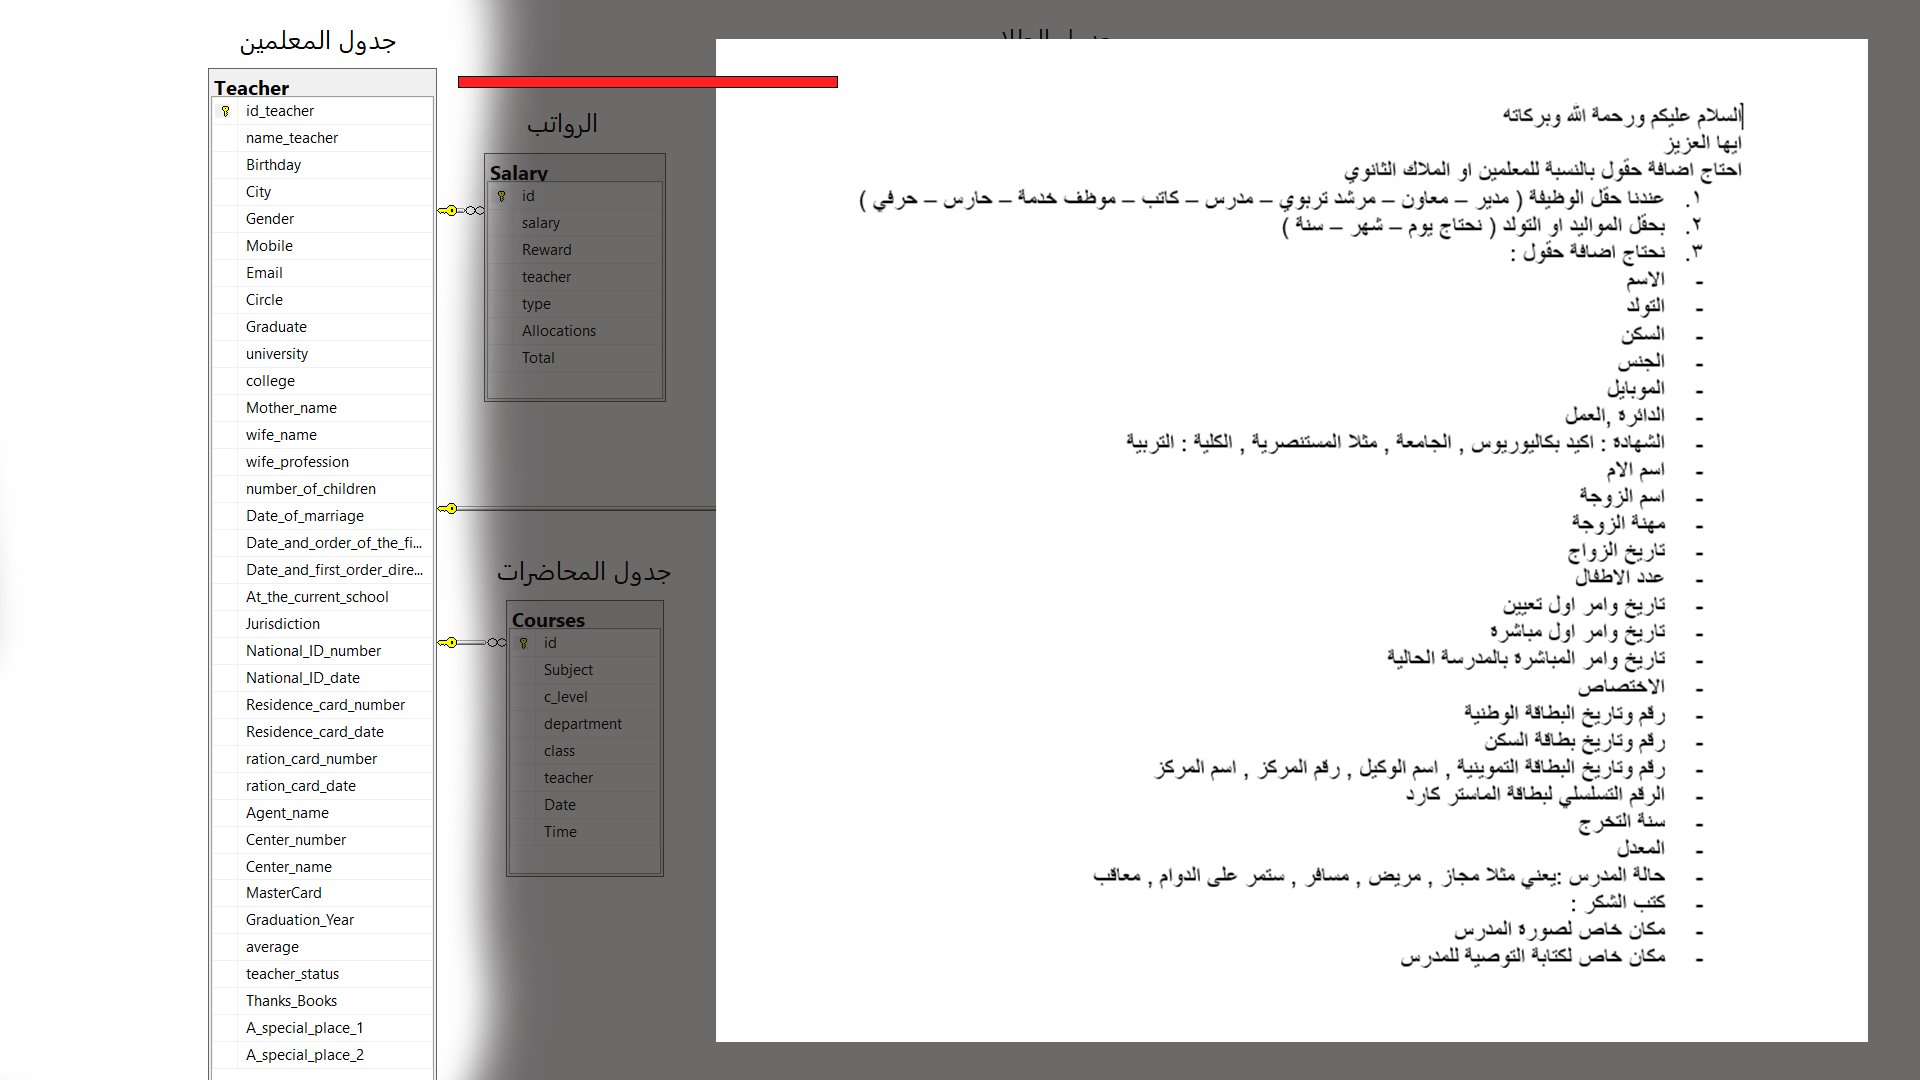 جدول المعلمين
Teacher
id_teacher
name_teacher
Birthday
City
Gender
Mobile
Email
Circle
Graduate
university
college
Mother_name
wife_name
wife_profession
number_of_children
Date_of_marriage
Date_and_order_of_the_fi...
Date_and_first_order_dire...
At_the_current_school
Jurisdiction
National_ID_number
National_ID_date
Residence_card_number
Residence_card_date
ration_card_number
ration_card_date
Agent_name
Center_number
Center_name
MasterCard
Graduation_Year
average
teacher_status
Thanks_Books
A_special_place_1
A_special_place_2
الرواتب
Salary
id
salary
Reward
teacher
type
Allocations
Total
جدول المحاضرات
Courses
id
Subject
c_level
department
class
teacher
Date
Time
السلام عليكم ورحمة الله وبركاته
ايها العزيز
احتاج اضافة حقول بالنسبة للمعلمين او الملاك الثانوي
١. عندنا حقل الوظيفة ( مدير – معاون – مرشد تربوي – مدرس – كاتب – موظف خدمة – حارس – حرفي )
٢. بحقل المواليد او التولد ( نحتاج يوم – شهر – سنة )
٣. نحتاج اضافة حقول :
- الاسم
- التولد
- السكن
- الجنس
- الموبايل
- الدائرة ,العمل
- الشهادة : اكيد بكاليوريوس , الجامعة , مثلا المستنصرية , الكلية : التربية
- اسم الام
- اسم الزوجة
- مهنة الزوجة
- تاريخ الزواج
- عدد الاطفال
- تاريخ وامر اول تعيين
- تاريخ وامر اول مباشرة
- تاريخ وامر المباشرة بالمدرسة الحالية
- الاختصاص
- رقم وتاريخ البطاقة الوطنية
- رقم وتاريخ بطاقة السكن
- رقم وتاريخ البطاقة التموينية , اسم الوكيل , رقم المركز , اسم المركز
- الرقم التسلسلي لبطاقة الماستر كارد
- سنة التخرج
- المعدل
- حالة المدرس :يعني مثلا مجاز , مريض , مسافر , ستمر على الدوام , معاقب
- كتب الشكر :
- مكان خاص لصورة المدرس
- مكان خاص لكتابة التوصية للمدرس